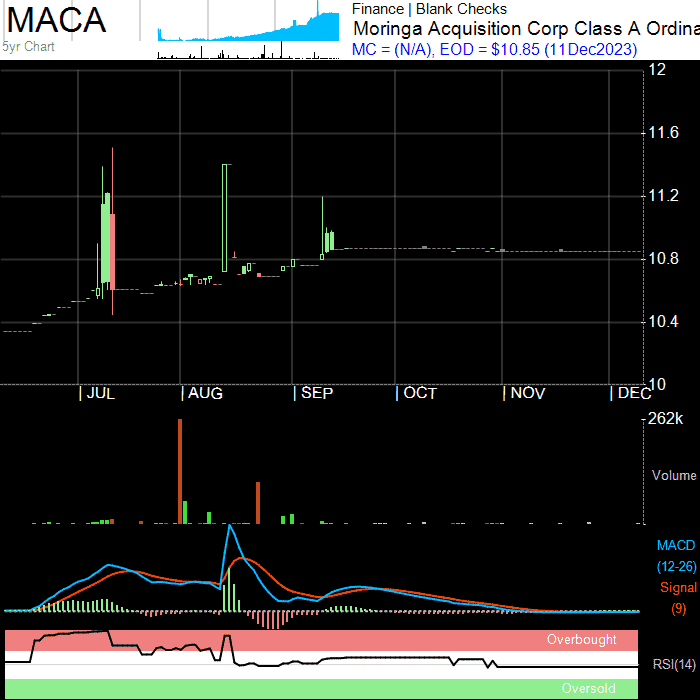 MACA
5yr Chart
Finance | Blank Checks
Moringa Acquisition Corp Class A Ordina
MC = (N/A), EOD = $10.85 (11Dec2023)
12
11.6
11.2
10.8
10.4
10
| JUL | AUG | SEP | OCT | NOV | DEC
262k
Volume
MACD
(12-26)
Signal
(9)
Overbought
RSI(14)
Oversold